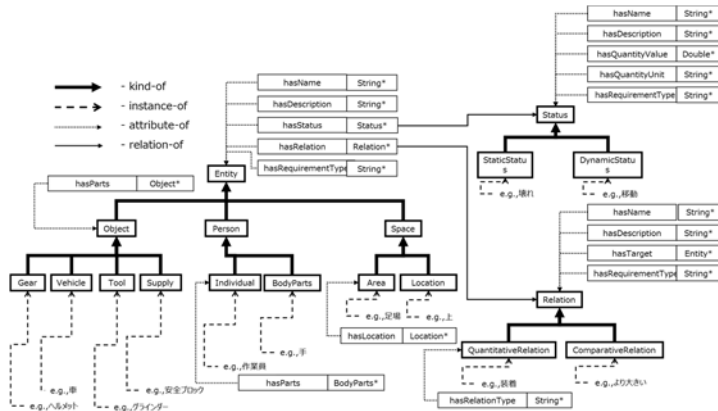 - kind-of
- instance-of
- attribute-of
- relation-of
hasName String*
hasDescription String*
hasStatus Status*
hasRelation Relation*
hasRequirementType String*
Entity
hasParts Object*
Object
Person
Space
Gear
Vehicle
Tool
Supply
Individual
BodyParts
Area
Location
e.g.,足場
e.g.,上
hasLocation Location*
e.g.,手
e.g.,作業員
hasParts BodyParts*
e.g.,車
e.g.,安全ブロック
e.g.,ヘルメット
e.g.,グラインダー
hasName String*
hasDescription String*
hasQuantityValue Double*
hasQuantityUnit String*
hasRequirementType String*
Status
StaticStatu
s
DynamicStatu
s
e.g.,壊れ
e.g.,移動
hasName String*
hasDescription String*
hasTarget Entity*
hasRequirementType String*
Relation
QuantitativeRelation
ComparativeRelation
e.g.,装着
e.g.,より大きい
hasRelationType String*